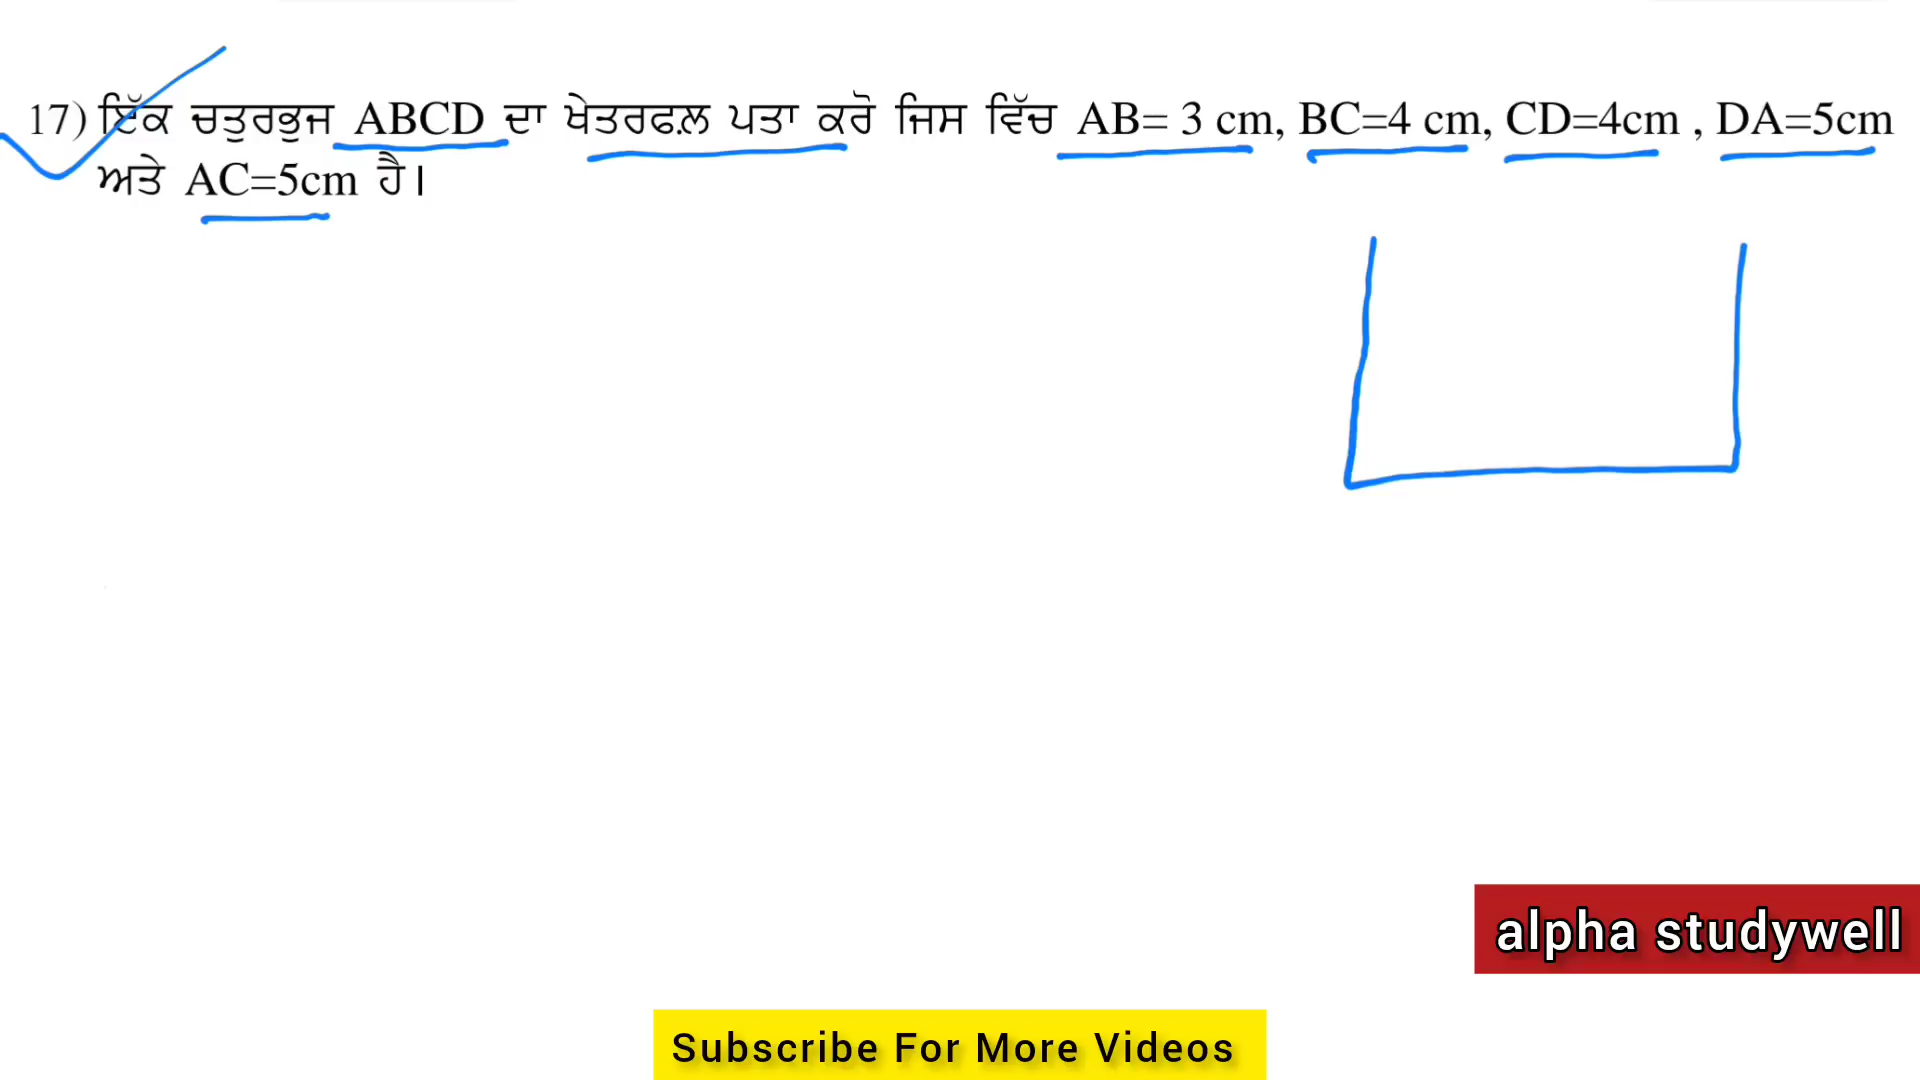 17) ਇੱਕ ਚਤੁਰਭੁਜ ABCD ਦਾ ਖੇਤਰਫਲ਼ ਪਤਾ ਕਰੋ ਜਿਸ ਵਿੱਚ AB= 3 cm, BC=4 cm, CD=4cm , DA=5cm
ਅਤੇ AC=5cm ਹੈ।
alpha studywell
Subscribe For More Videos